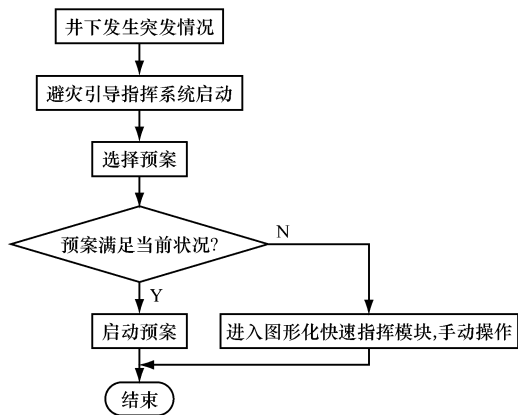 井下发生突发情况
避灾引导指挥系统启动
选择预案
预案满足当前状况?
N
Y
启动预案
进入图形化快速指挥模块,手动操作
结束